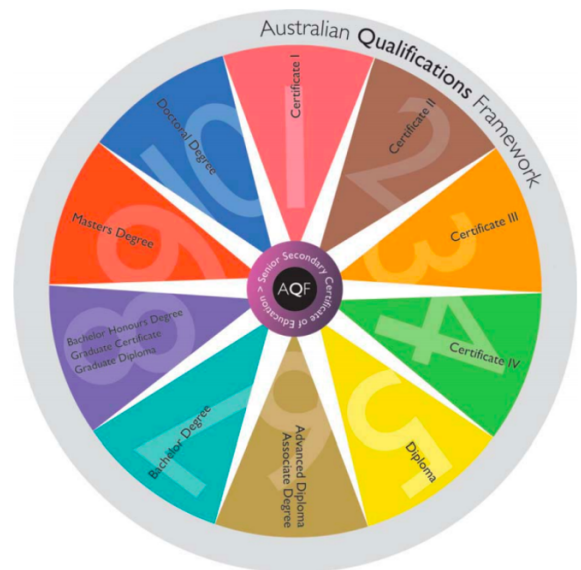 Australian Qualifications Framework
1
Certificate I
2
Certificate II
3
Certificate III
4
Certificate IV
5
Diploma
6
Advanced Diploma
Associate Degree
7
Bachelor Degree
8
Bachelor Honours Degree
Graduate Certificate
Graduate Diploma
9
Masters Degree
10
Doctoral Degree
Senior Secondary Certificate of Education <
AQF